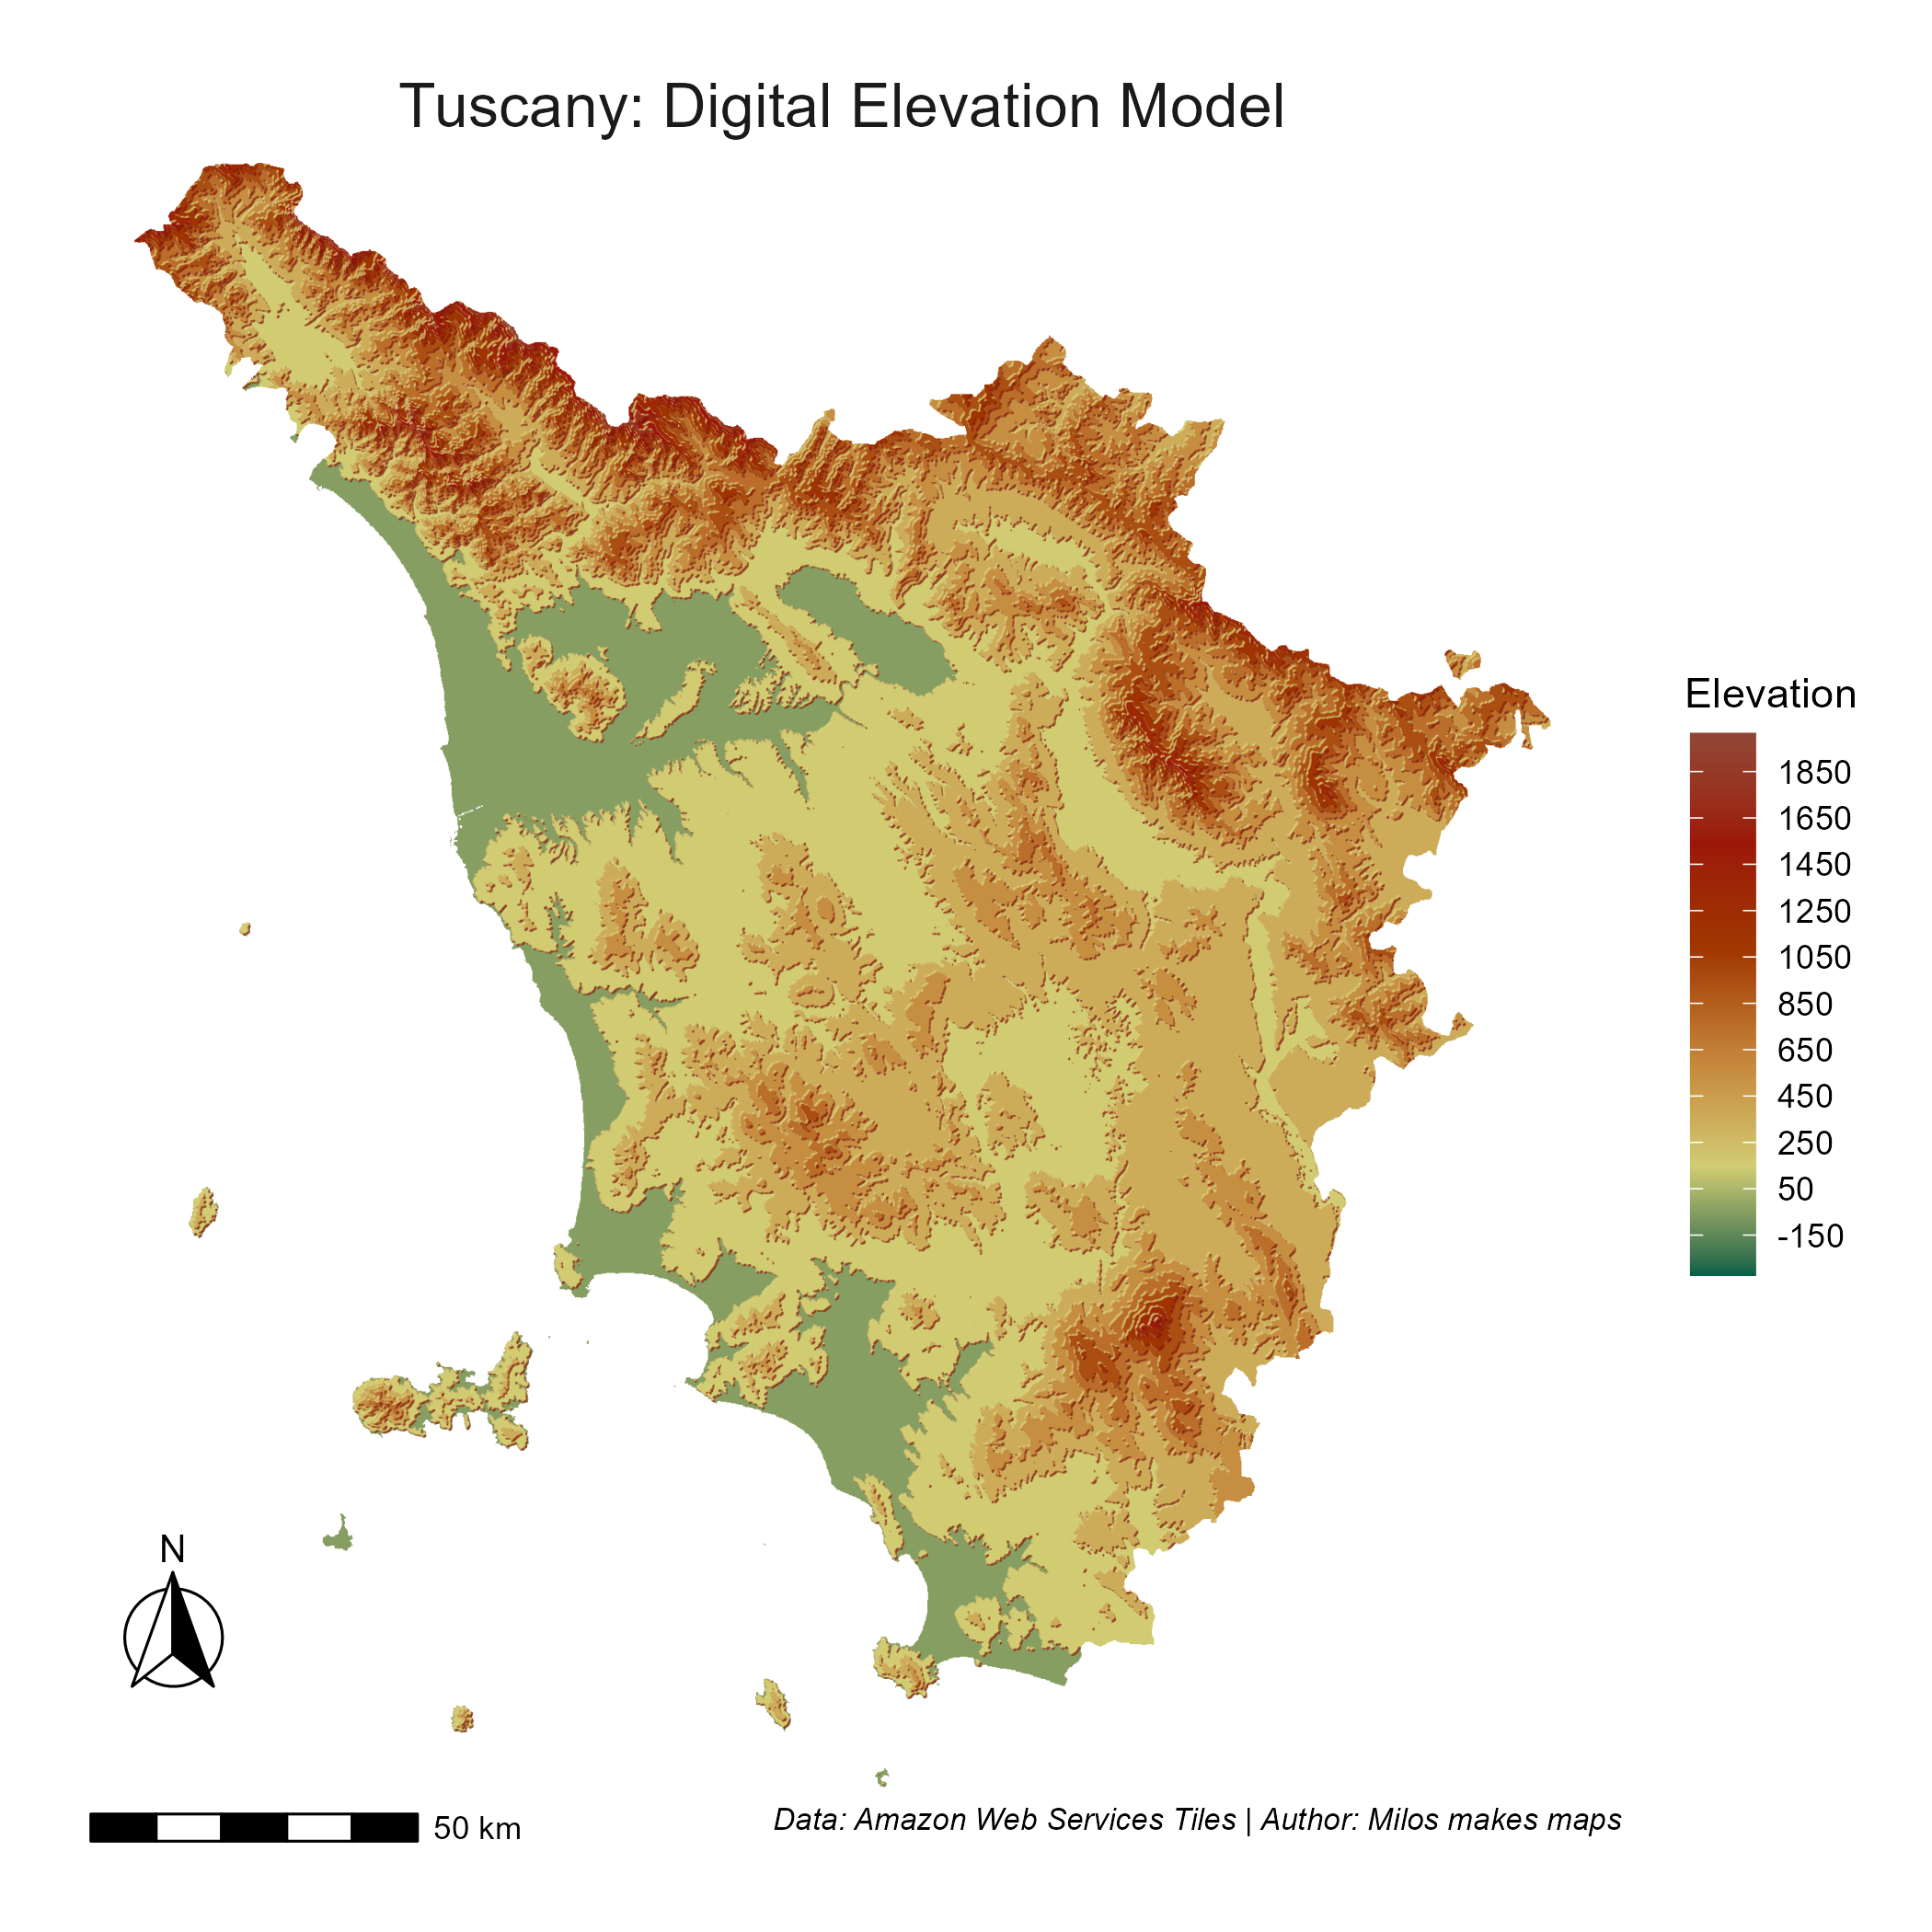 Tuscany: Digital Elevation Model
Elevation
1850
1650
1450
1250
1050
850
650
450
250
50
-150
N
50 km
Data: Amazon Web Services Tiles | Author: Milos makes maps